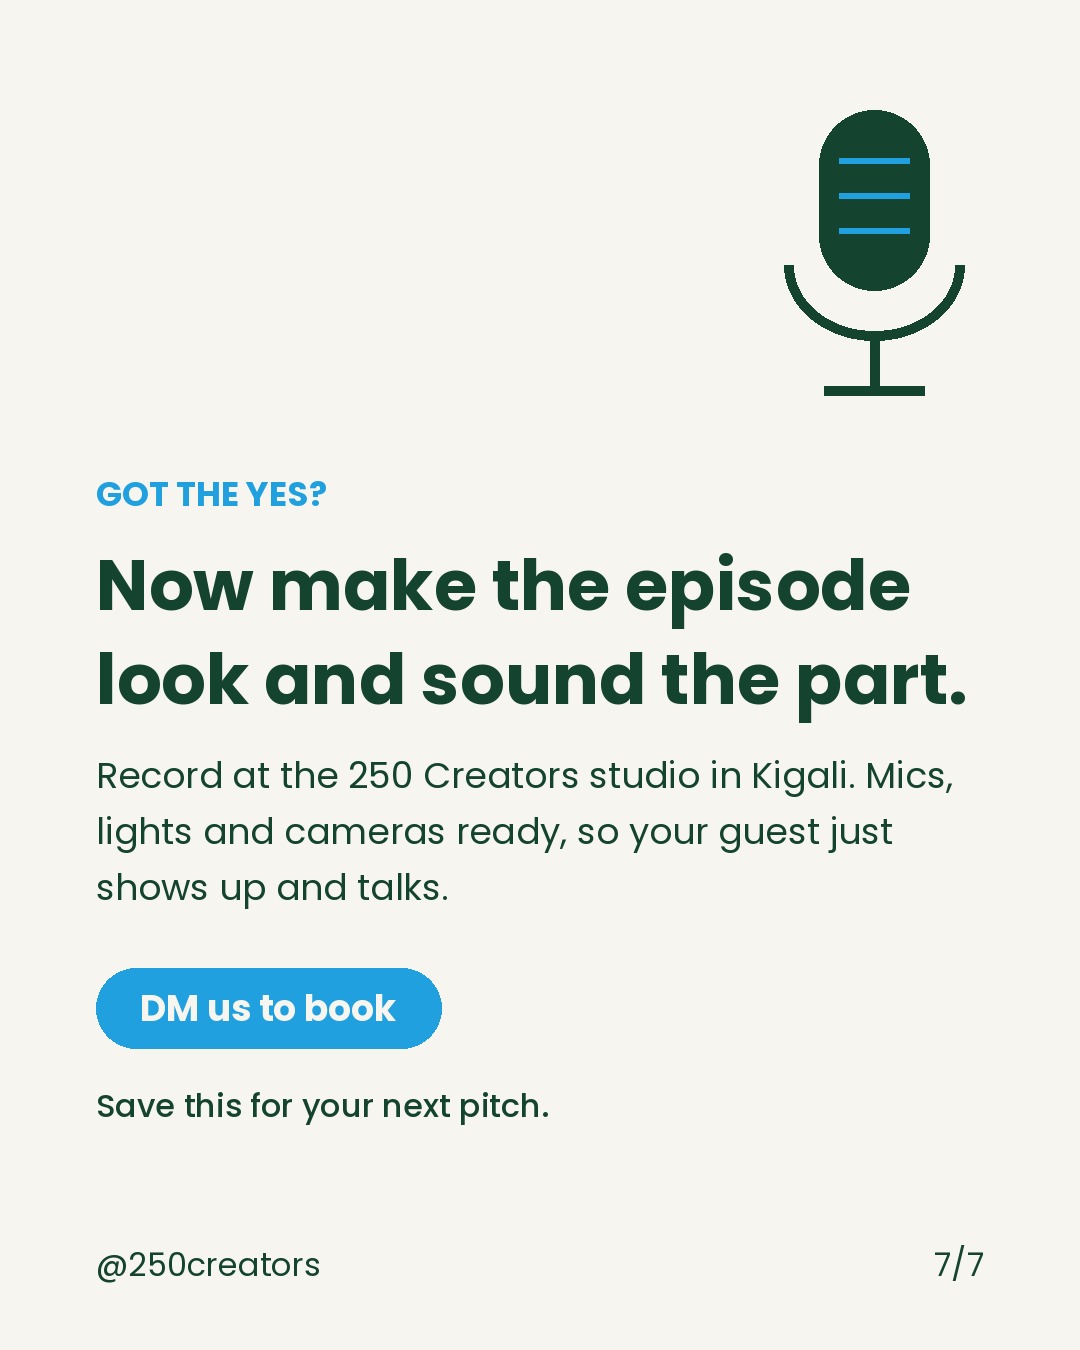 GOT THE YES?
Now make the episode
look and sound the part.
Record at the 250 Creators studio in Kigali. Mics,
lights and cameras ready, so your guest just
shows up and talks.
DM us to book
Save this for your next pitch.
@250creators
7/7